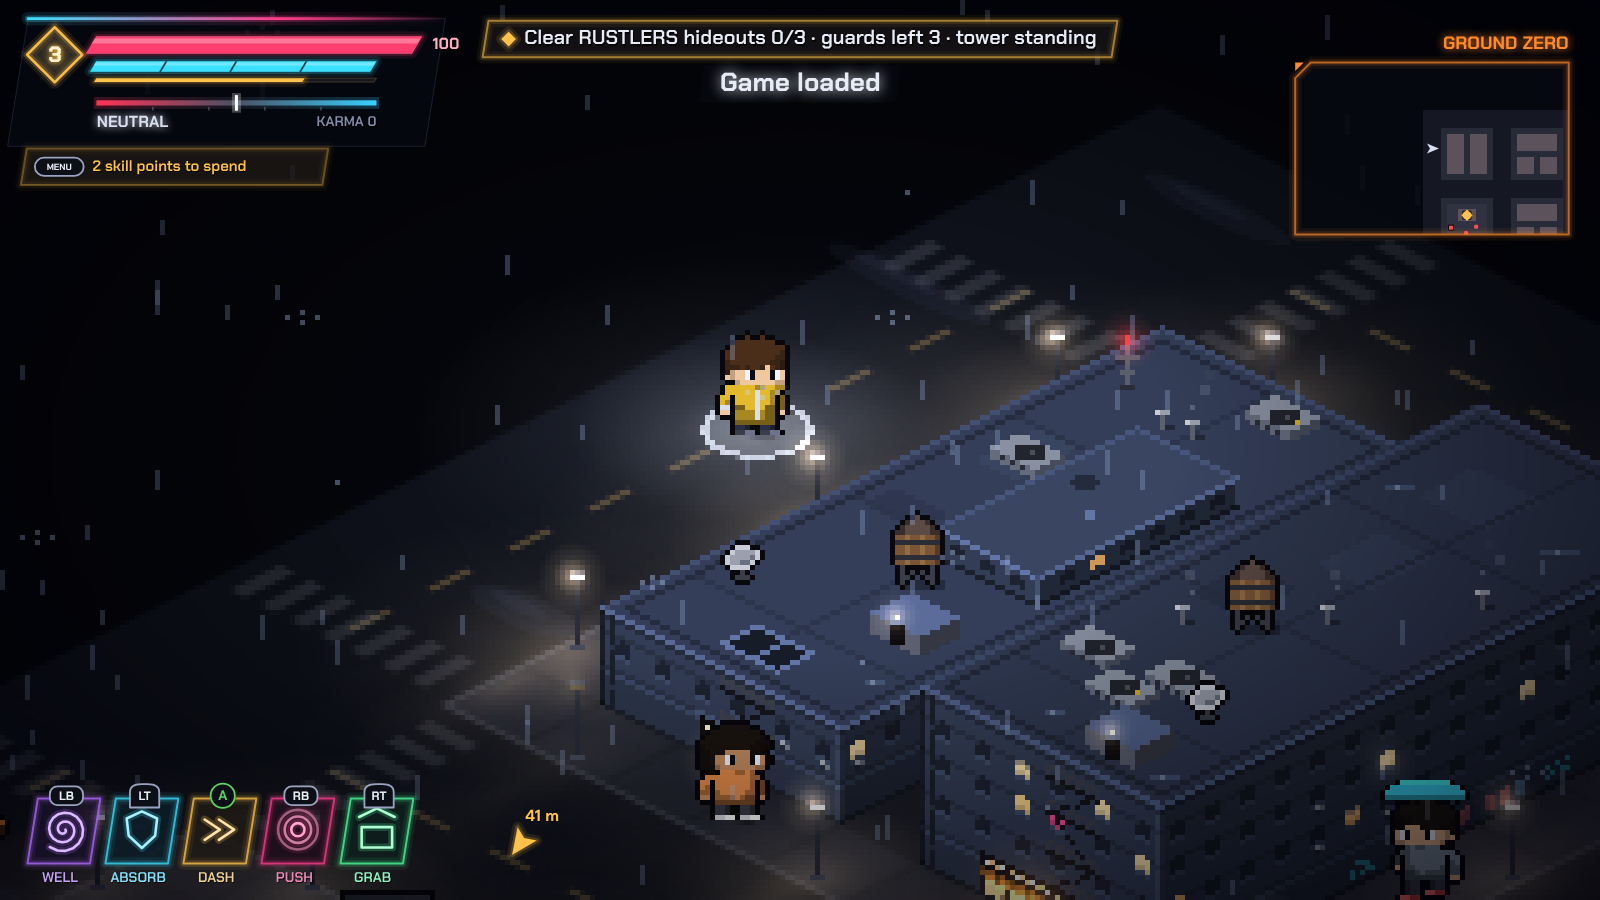 3
100
NEUTRAL
KARMA 0
MENU
2 skill points to spend
Clear RUSTLERS hideouts 0/3 · guards left 3 · tower standing
Game loaded
GROUND ZERO
41 m
LB
LT
A
RB
RT
WELL
ABSORB
DASH
PUSH
GRAB